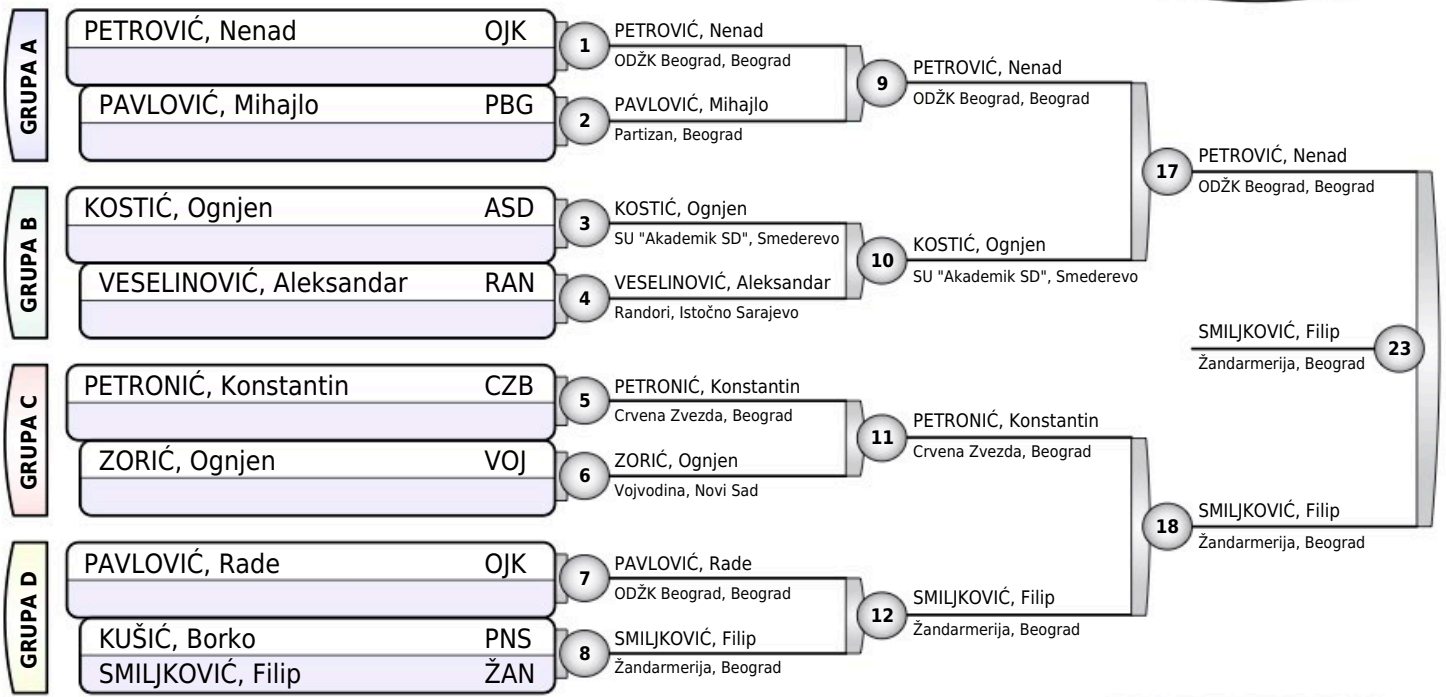 GRUPA A
PETROVIĆ, Nenad OJK
PAVLOVIĆ, Mihajlo PBG
GRUPA B
KOSTIĆ, Ognjen ASD
VESELINOVIĆ, Aleksandar RAN
GRUPA C
PETRONIĆ, Konstantin CZB
ZORIĆ, Ognjen VOJ
GRUPA D
PAVLOVIĆ, Rade OJK
KUŠIĆ, Borko PNS
SMILJKOVIĆ, Filip ŽAN
1
PETROVIĆ, Nenad
ODŽK Beograd, Beograd
2
PAVLOVIĆ, Mihajlo
Partizan, Beograd
3
KOSTIĆ, Ognjen
SU "Akademik SD", Smederevo
4
VESELINOVIĆ, Aleksandar
Randori, Istočno Sarajevo
5
PETRONIĆ, Konstantin
Crvena Zvezda, Beograd
6
ZORIĆ, Ognjen
Vojvodina, Novi Sad
7
PAVLOVIĆ, Rade
ODŽK Beograd, Beograd
8
SMILJKOVIĆ, Filip
Žandarmerija, Beograd
9
PETROVIĆ, Nenad
ODŽK Beograd, Beograd
10
KOSTIĆ, Ognjen
SU "Akademik SD", Smederevo
11
PETRONIĆ, Konstantin
Crvena Zvezda, Beograd
12
SMILJKOVIĆ, Filip
Žandarmerija, Beograd
17
PETROVIĆ, Nenad
ODŽK Beograd, Beograd
18
SMILJKOVIĆ, Filip
Žandarmerija, Beograd
SMILJKOVIĆ, Filip
Žandarmerija, Beograd
23